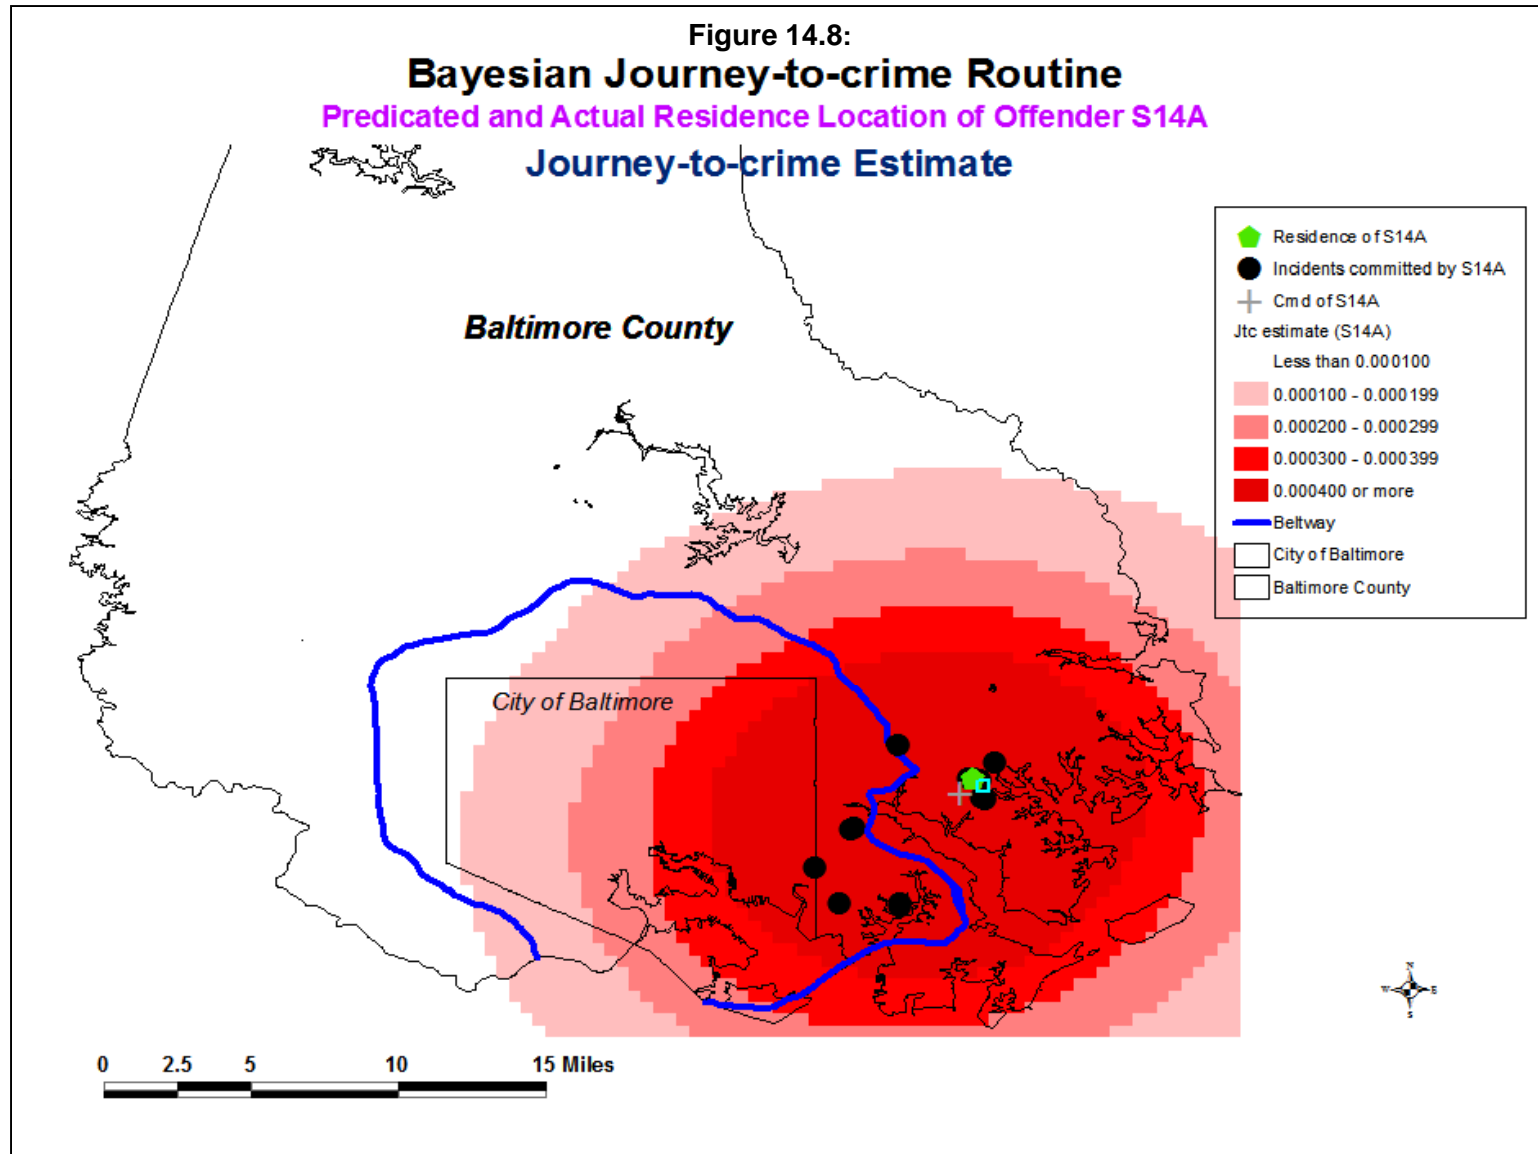 Figure 14.8:
Bayesian Journey-to-crime Routine
Predicated and Actual Residence Location of Offender S14A
Journey-to-crime Estimate
Residence of S14A
Incidents committed by S14A
Cmd of S14A
Jtc estimate (S14A)
Less than 0.000100
0.000100 - 0.000199
0.000200 - 0.000299
0.000300 - 0.000399
0.000400 or more
Beltway
City of Baltimore
Baltimore County
Baltimore County
City of Baltimore
N
W E
S
0 2.5 5 10 15 Miles